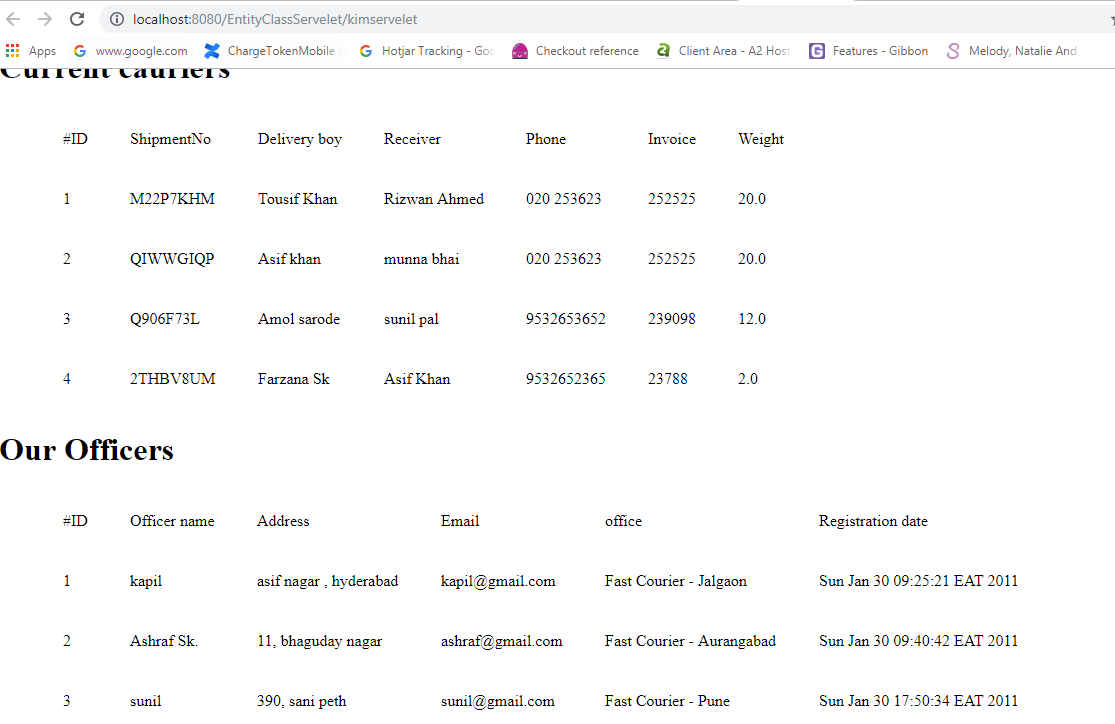 localhost:8080/EntityClassServelet/kimservelet
Apps www.google.com ChargeTokenMobile Hotjar Tracking - Goo Checkout reference Client Area - A2 Host Features - Gibbon Melody, Natalie And
Current cauriers
#ID ShipmentNo Delivery boy Receiver Phone Invoice Weight
1 M22P7KHM Tousif Khan Rizwan Ahmed 020 253623 252525 20.0
2 QIWWGIQP Asif khan munna bhai 020 253623 252525 20.0
3 Q906F73L Amol sarode sunil pal 9532653652 239098 12.0
4 2THBV8UM Farzana Sk Asif Khan 9532652365 23788 2.0
Our Officers
#ID Officer name Address Email office Registration date
1 kapil asif nagar , hyderabad kapil@gmail.com Fast Courier - Jalgaon Sun Jan 30 09:25:21 EAT 2011
2 Ashraf Sk. 11, bhaguday nagar ashraf@gmail.com Fast Courier - Aurangabad Sun Jan 30 09:40:42 EAT 2011
3 sunil 390, sani peth sunil@gmail.com Fast Courier - Pune Sun Jan 30 17:50:34 EAT 2011